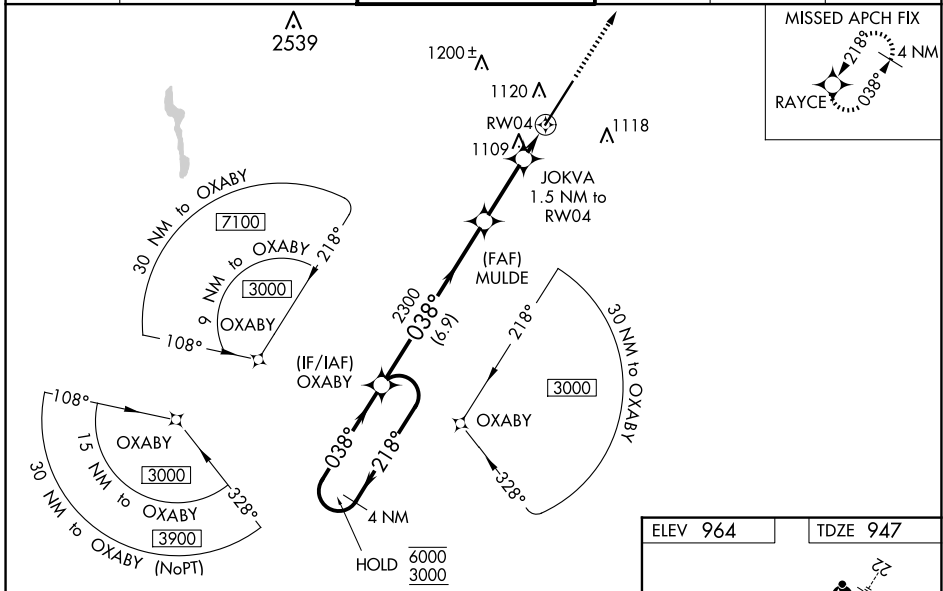 2539
1200±
1120
RW04
1109
1118
JOKVA
1.5 NM to
RW04
MISSED APCH FIX
218°
4 NM
038°
RAYCE
30 NM to OXABY
7100
218°
9 NM to OXABY
3000
OXABY
108°
(FAF)
MULDE
2300
038°
(6.9)
(IF/IAF)
OXABY
038°
218°
4 NM
HOLD
6000
3000
218°
30 NM to OXABY
3000
OXABY
328°
108°
OXABY
3000
15 NM to OXABY
328°
3900
30 NM to OXABY (NoPT)
ELEV 964
TDZE 947
22